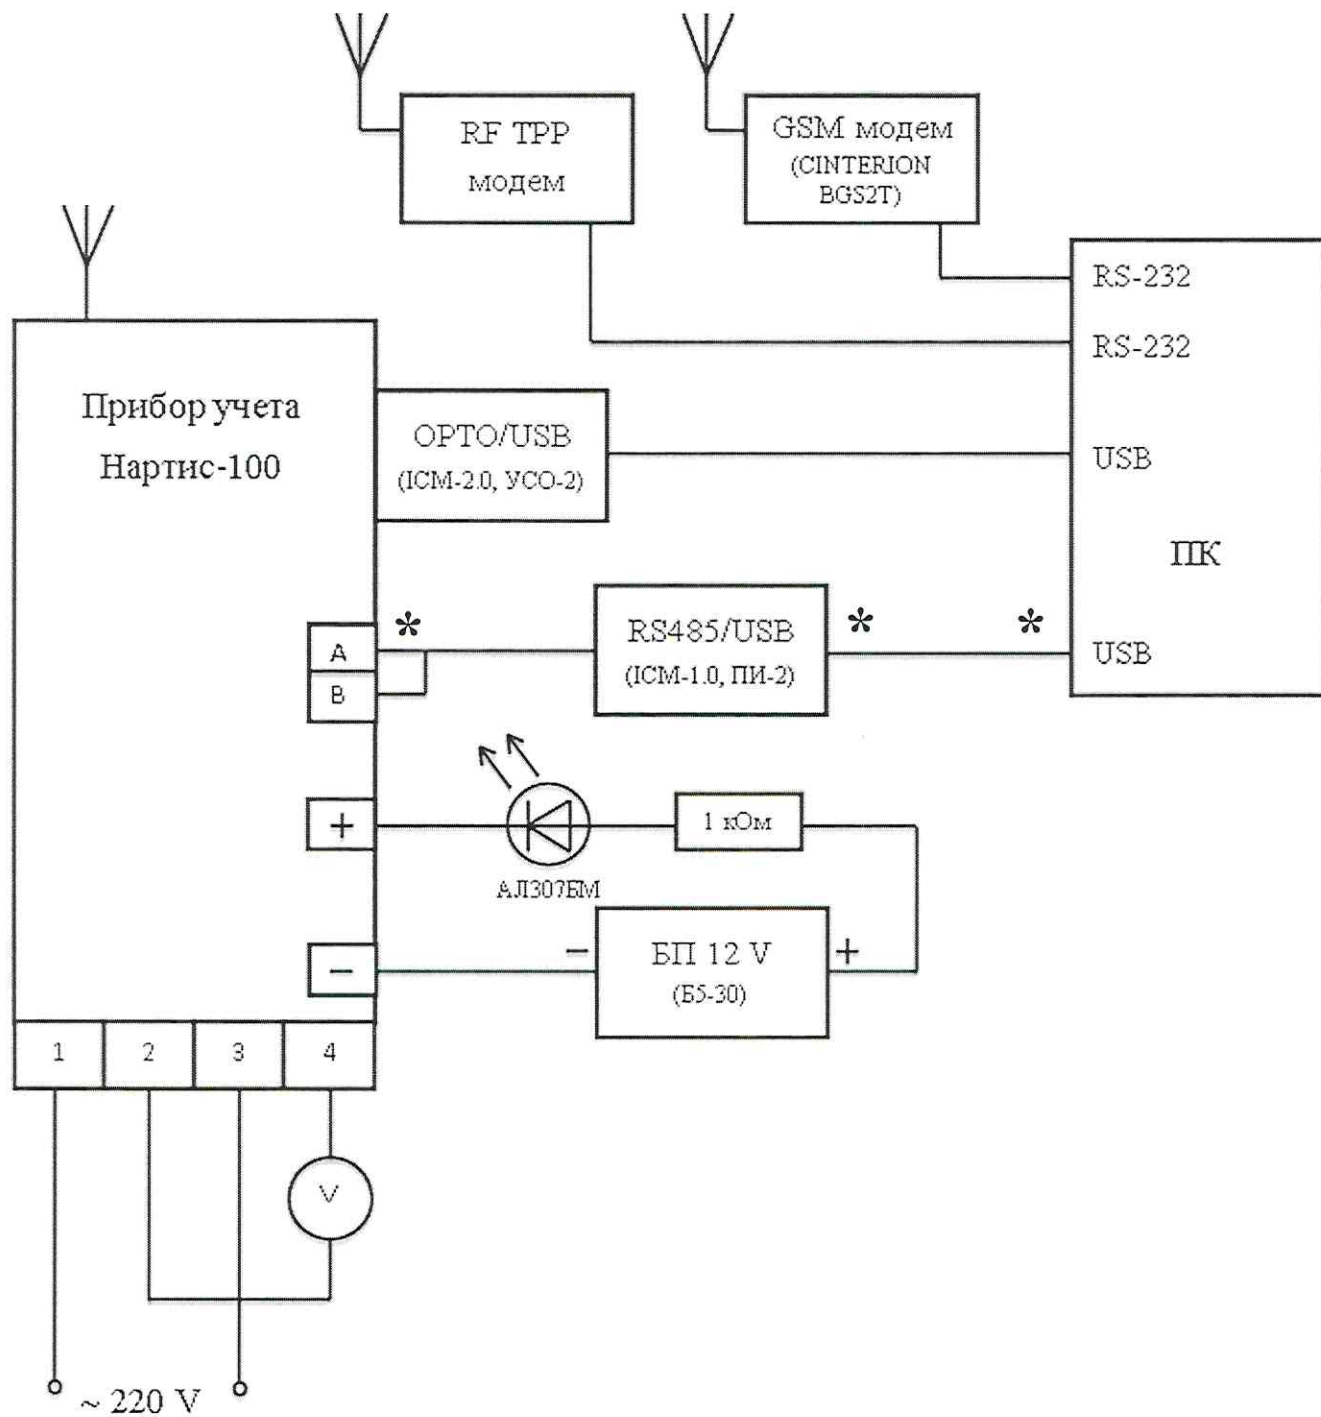 RF TPP
модем
GSM модем
(CINTERION
BGS2T)
RS-232
RS-232
Прибор учета
Нартис-100
OPTO/USB
(ICM-2.0, УСО-2)
USB
ПК
*
*
*
A
B
RS485/USB
(ICM-1.0, ПИ-2)
USB
+
1 кОм
АЛ307БМ
-
-
БП 12 V
(Б5-30)
+
1
2
3
4
V
~ 220 V